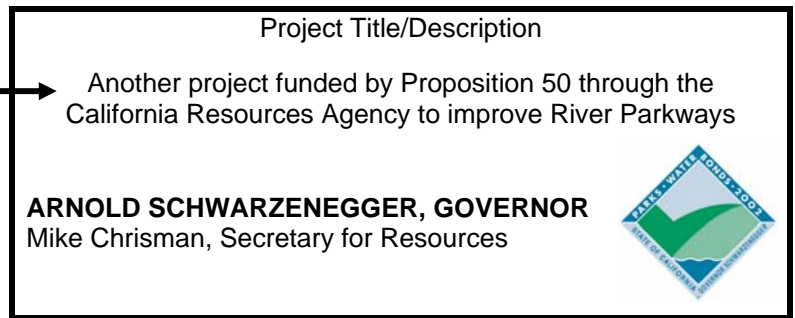 Project Title/Description
Another project funded by Proposition 50 through the
California Resources Agency to improve River Parkways
ARNOLD SCHWARZENEGGER, GOVERNOR
Mike Chrisman, Secretary for Resources
PARKS • WATER BONDS • 2002
STATE OF CALIFORNIA • GOVERNOR SCHWARZENEGGER